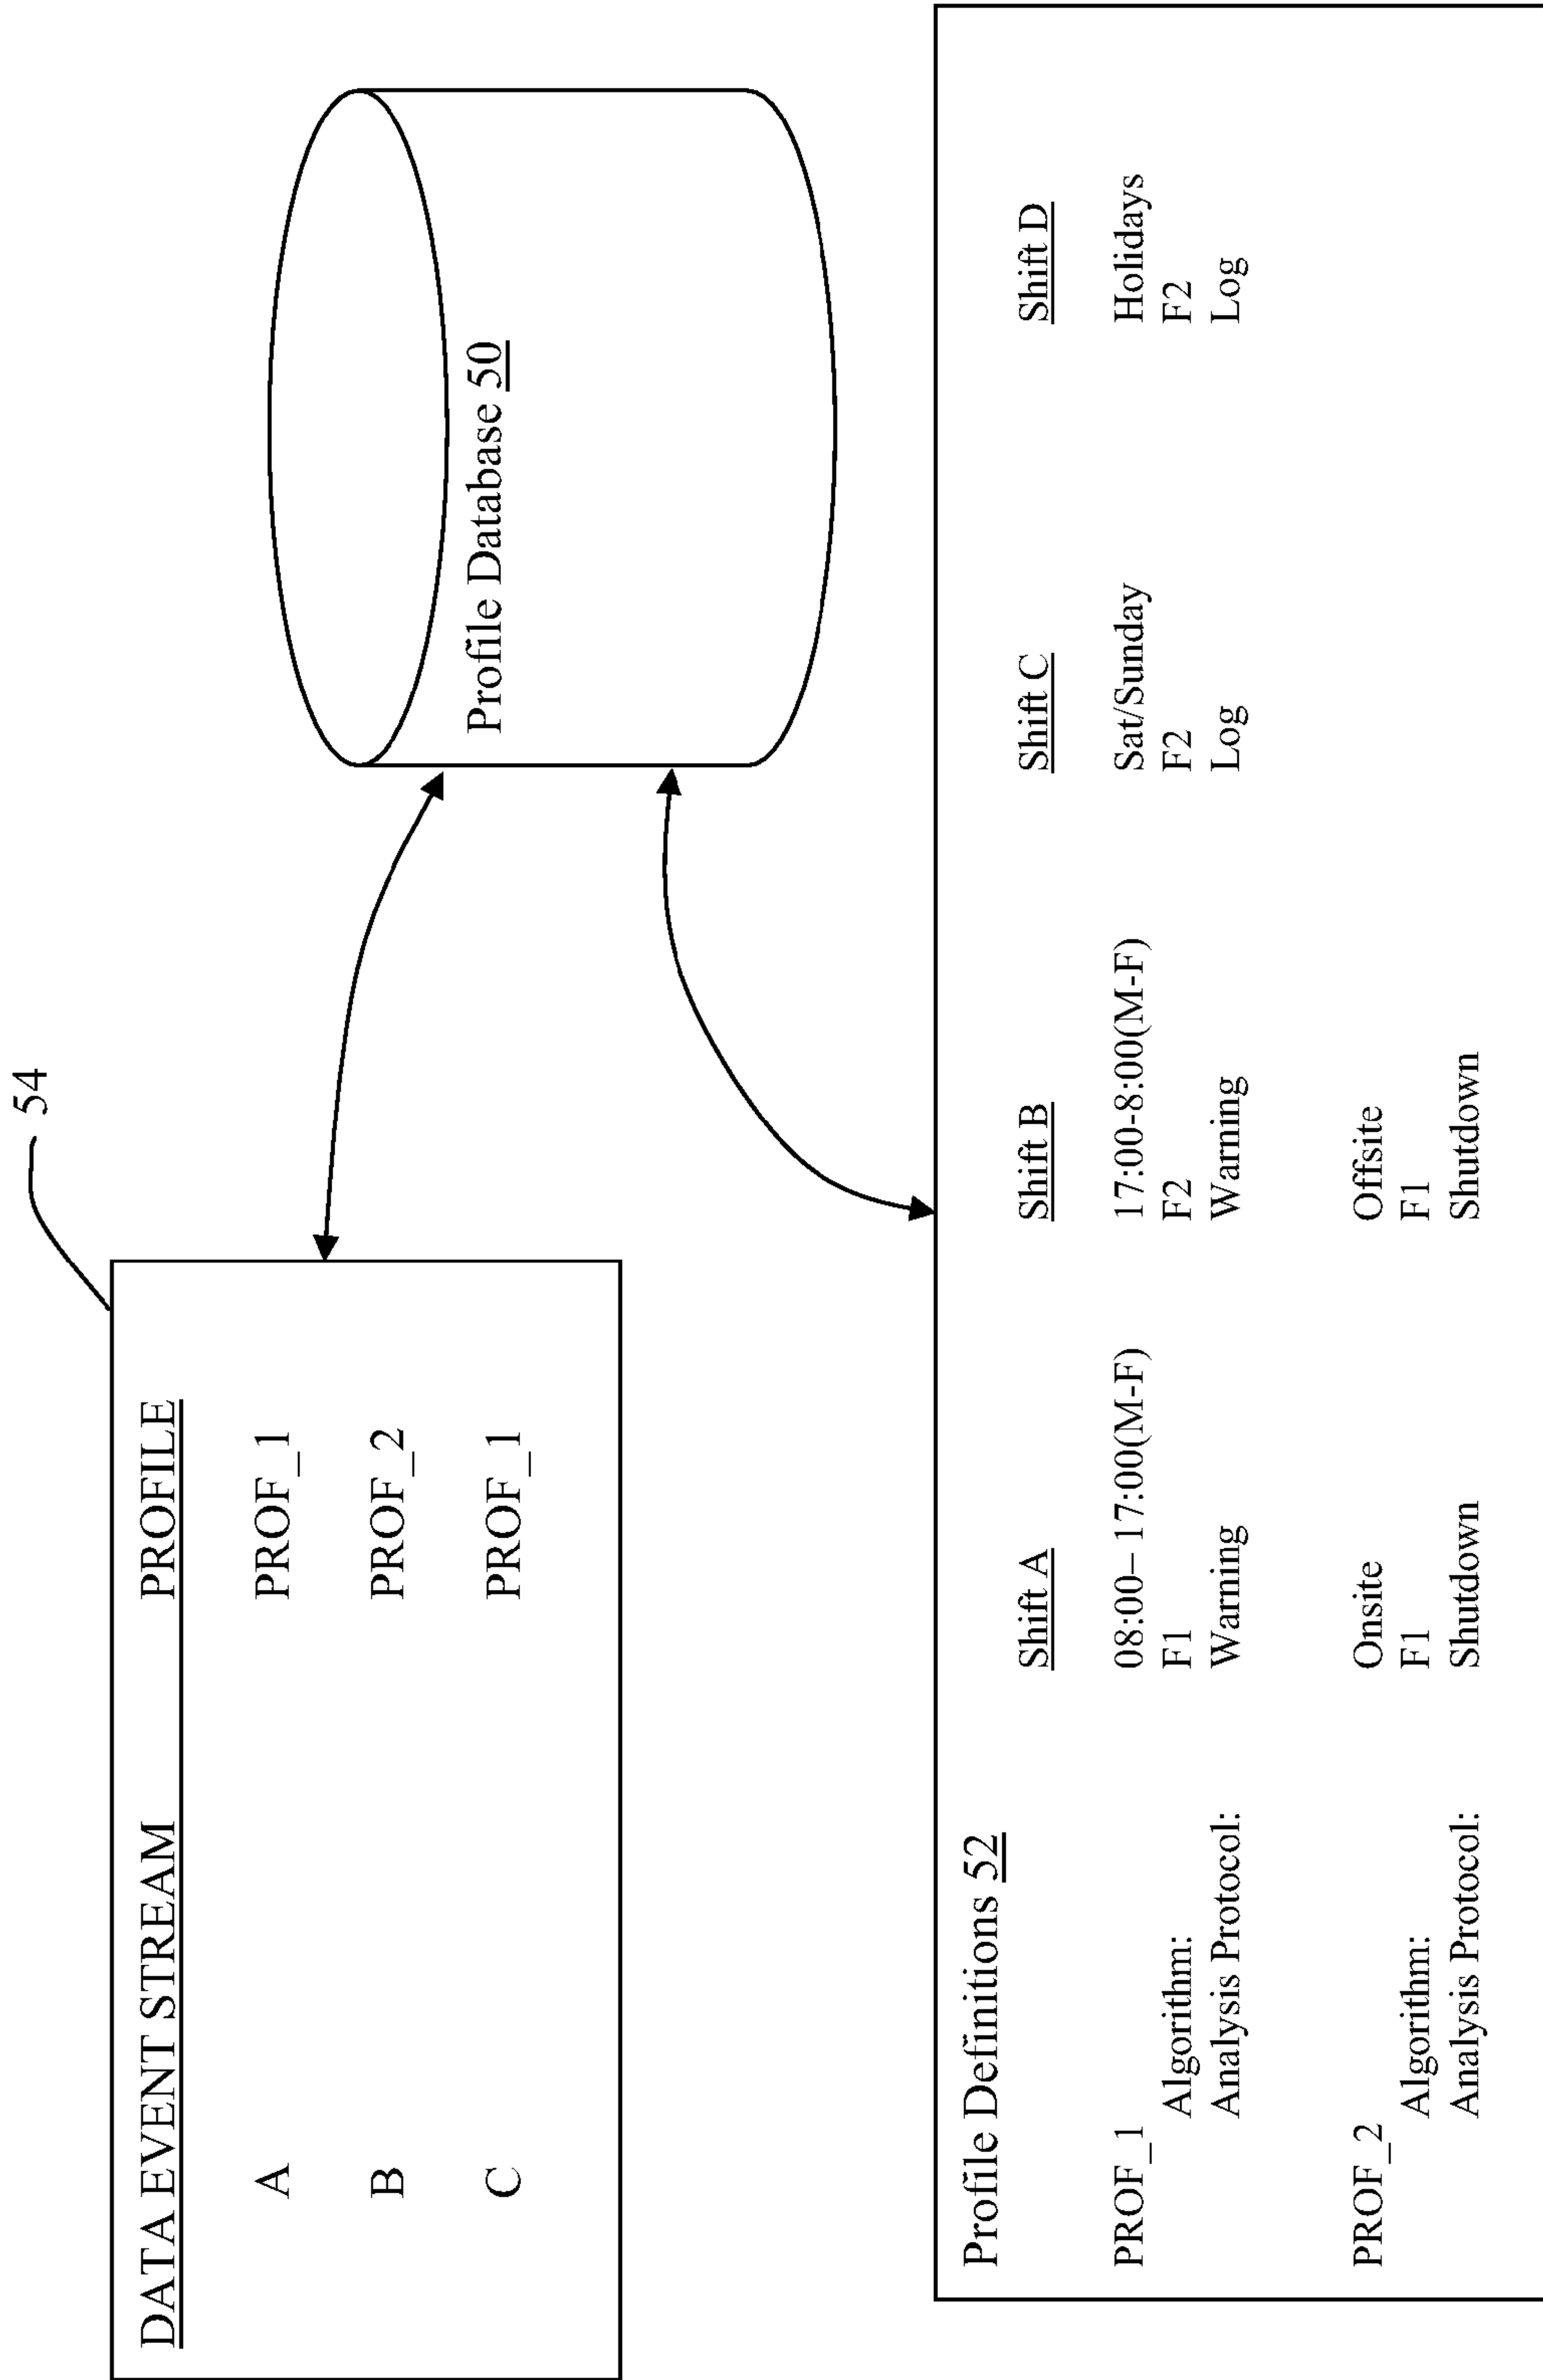 54
DATA EVENT STREAM PROFILE
A PROF_1
B PROF_2
C PROF_1
Profile Database 50
Profile Definitions 52
Shift A Shift B Shift C Shift D
PROF_1 08:00– 17:00(M-F) 17:00-8:00(M-F) Sat/Sunday Holidays
Algorithm: F1 F2 F2 F2
Analysis Protocol: Warning Warning Log Log
PROF_2 Onsite Offsite
Algorithm: F1 F1
Analysis Protocol: Shutdown Shutdown